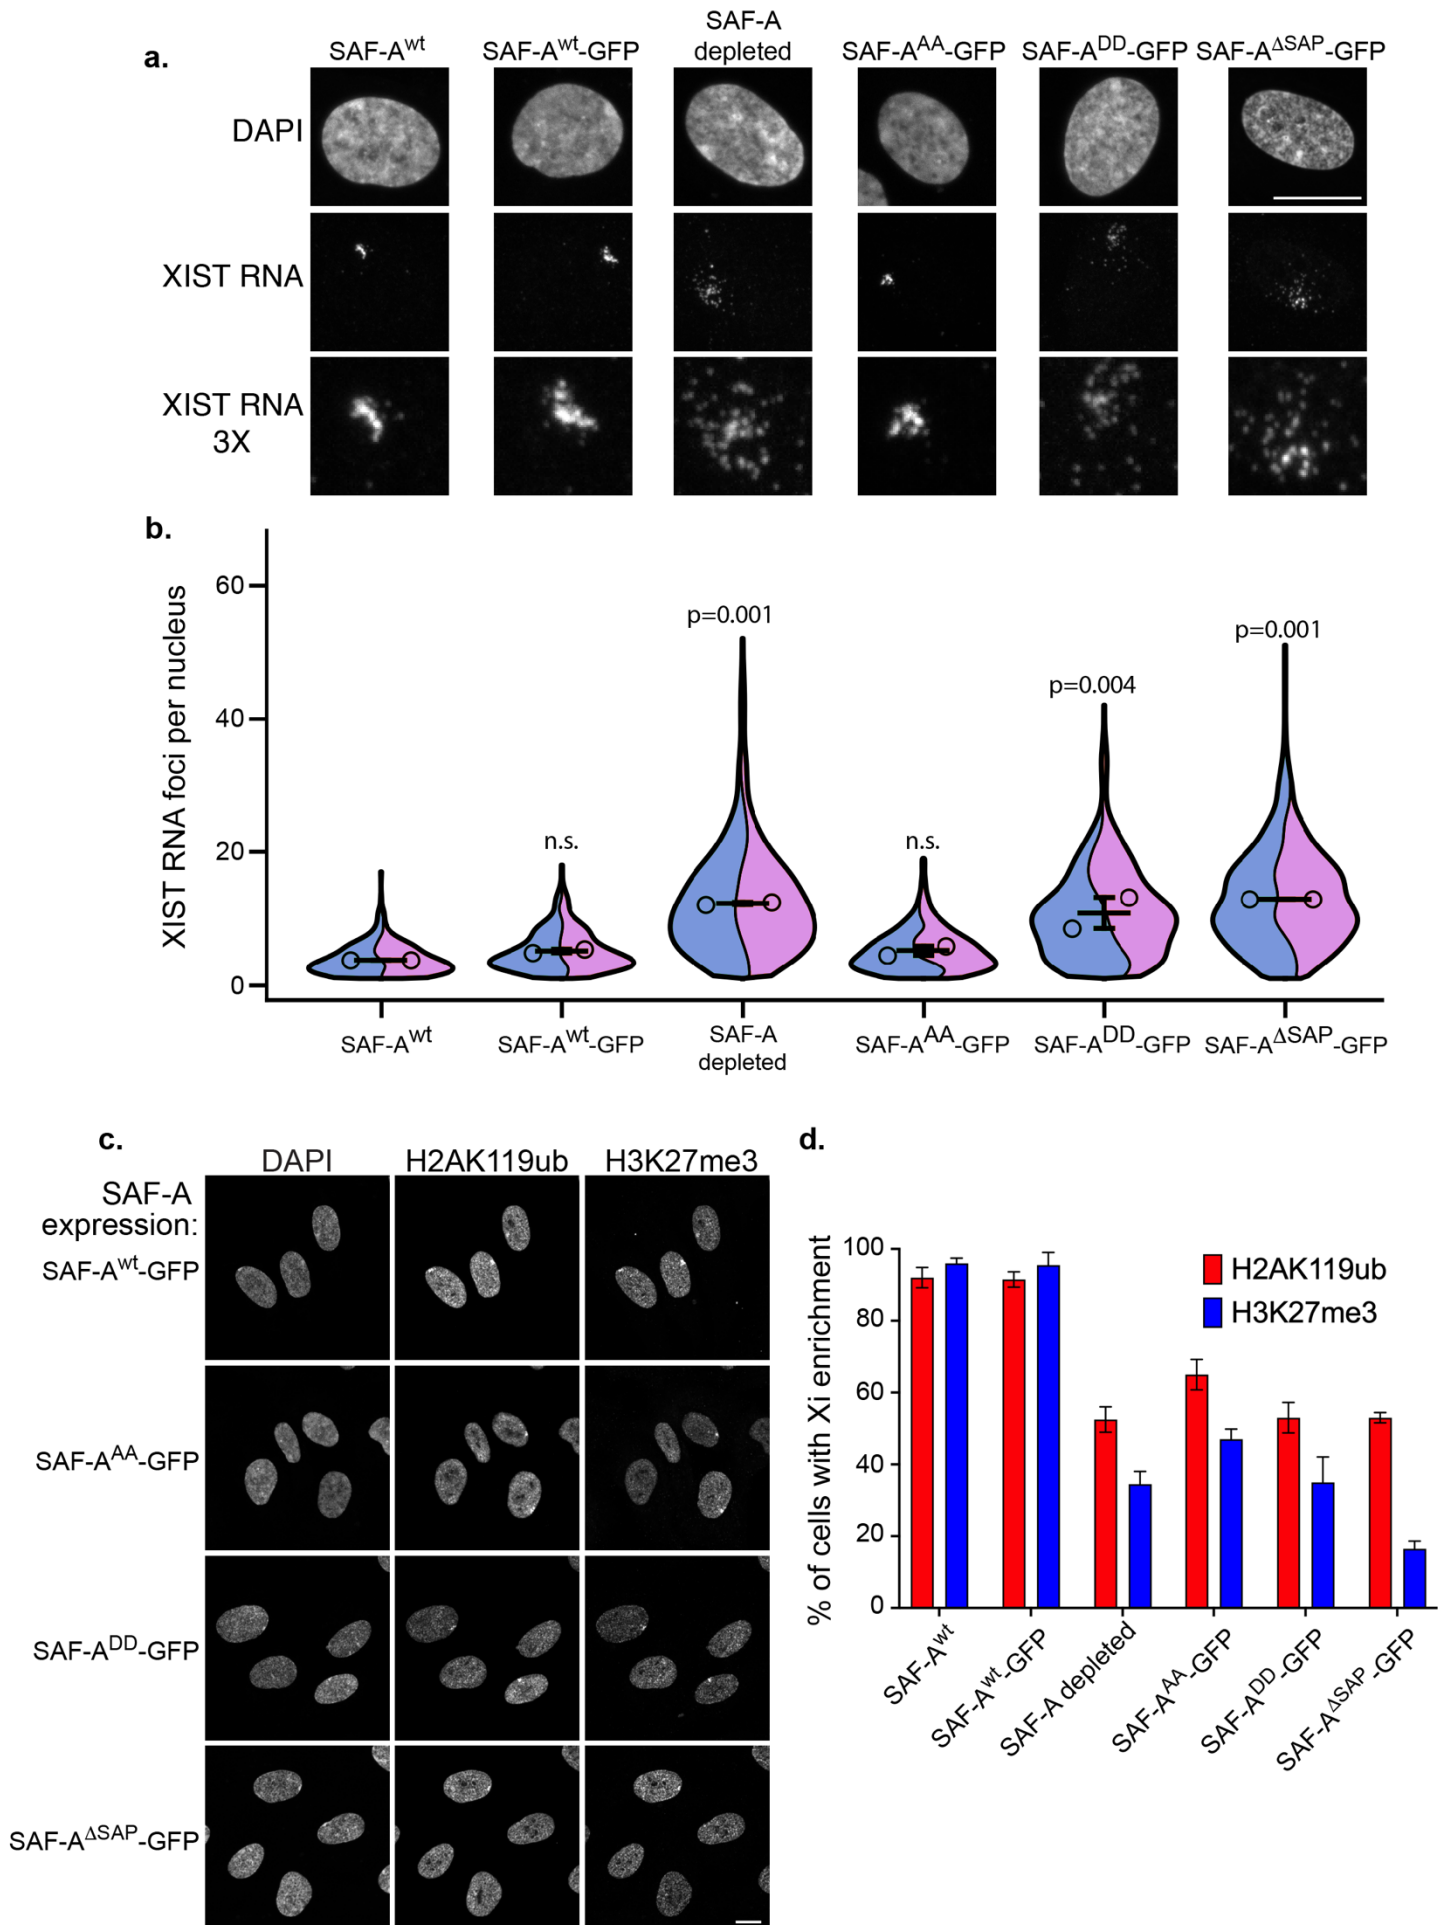 a.
SAF-Awt
SAF-Awt-GFP
SAF-A
depleted
SAF-AAA-GFP
SAF-ADD-GFP
SAF-AΔSAP-GFP
DAPI
XIST RNA
XIST RNA
3X
b.
XIST RNA foci per nucleus
60
40
20
0
n.s.
p=0.001
n.s.
p=0.004
p=0.001
SAF-Awt
SAF-Awt-GFP
SAF-A
depleted
SAF-AAA-GFP
SAF-ADD-GFP
SAF-AΔSAP-GFP
c.
DAPI
H2AK119ub
H3K27me3
SAF-A
expression:
SAF-Awt-GFP
SAF-AAA-GFP
SAF-ADD-GFP
SAF-AΔSAP-GFP
d.
% of cells with Xi enrichment
100
80
60
40
20
0
H2AK119ub
H3K27me3
SAF-Awt
SAF-Awt-GFP
SAF-A depleted
SAF-AAA-GFP
SAF-ADD-GFP
SAF-AΔSAP-GFP